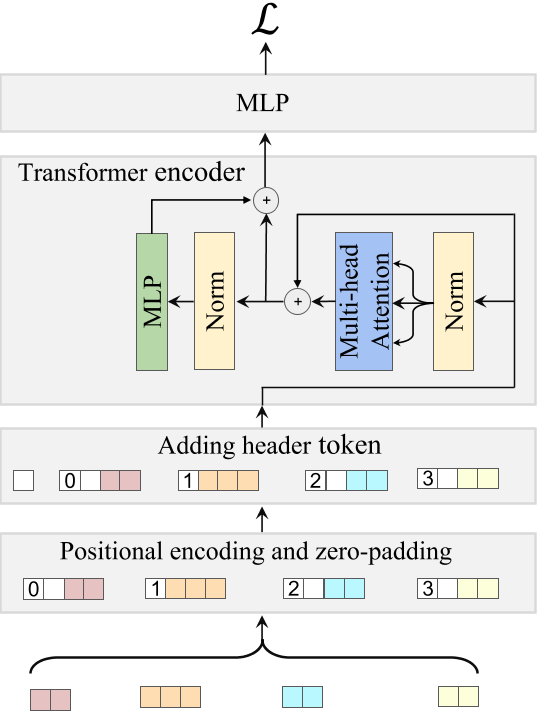 ℒ
MLP
Transformer encoder
+
MLP
Norm
+
Multi-head
Attention
Norm
Adding header token
0 1 2 3
Positional encoding and zero-padding
0 1 2 3